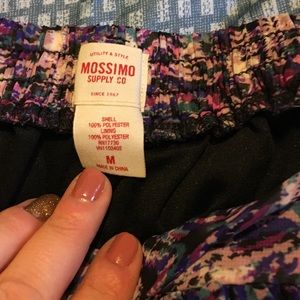 UTILITY & STYLE
MOSSIMO
SUPPLY CO
SINCE 1987
SHELL
100% POLYESTER
LINING
100% POLYESTER
M
MADE IN CHINA